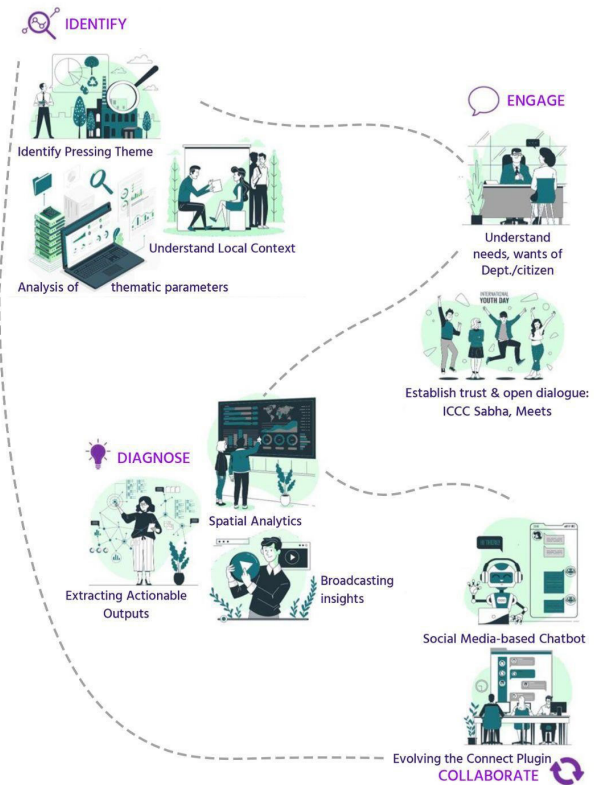 IDENTIFY
Identify Pressing Theme
Understand Local Context
Analysis of thematic parameters
ENGAGE
Understand
needs, wants of
Dept./citizen
INTERNATIONAL
YOUTH DAY
Establish trust & open dialogue:
ICCC Sabha, Meets
DIAGNOSE
Spatial Analytics
Extracting Actionable
Outputs
Broadcasting
insights
Social Media-based Chatbot
Evolving the Connect Plugin
COLLABORATE